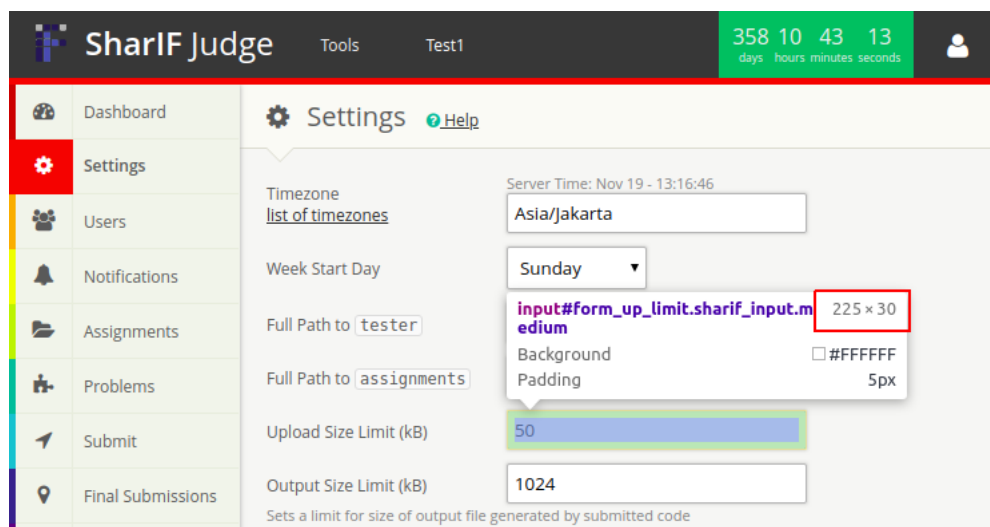 SharIF Judge Tools Test1 358 10 43 13
days hours minutes seconds
Dashboard
Settings
Users
Notifications
Assignments
Problems
Submit
Final Submissions
Settings Help
Server Time: Nov 19 - 13:16:46
Timezone
list of timezones
Asia/Jakarta
Week Start Day Sunday
input#form_up_limit.sharif_input.m 225 × 30
edium
Full Path to tester
Background #FFFFFF
Full Path to assignments
Padding 5px
Upload Size Limit (kB) 50
Output Size Limit (kB) 1024
Sets a limit for size of output file generated by submitted code